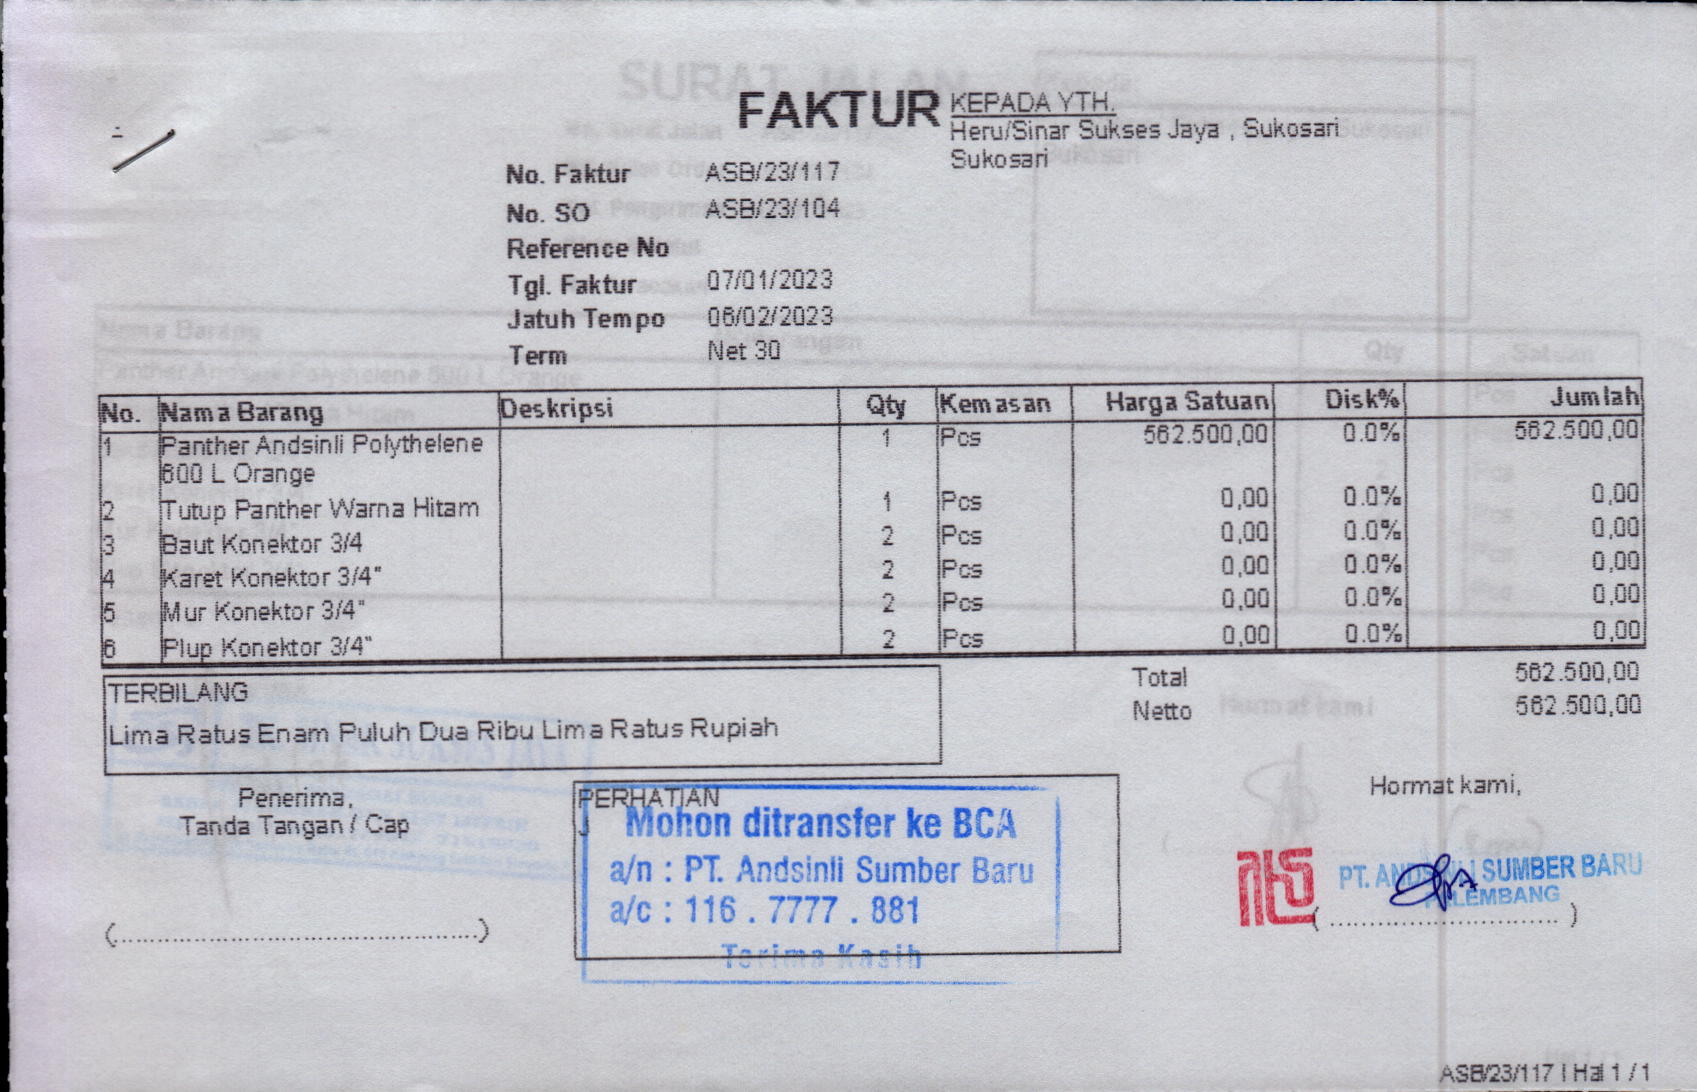 FAKTUR
KEPADA YTH.
Heru/Sinar Sukses Jaya , Sukosari
Sukosari
No. Faktur ASB/23/117
No. SO ASB/23/104
Reference No
Tgl. Faktur 07/01/2023
Jatuh Tempo 06/02/2023
Term Net 30
No. Nama Barang Deskripsi Qty Kemasan Harga Satuan Disk% Jumlah
1 Panther Andsinli Polythelene 1 Pcs 562.500,00 0.0% 562.500,00
600 L Orange
2 Tutup Panther Warna Hitam 1 Pcs 0,00 0.0% 0,00
3 Baut Konektor 3/4 2 Pcs 0,00 0.0% 0,00
4 Karet Konektor 3/4" 2 Pcs 0,00 0.0% 0,00
5 Mur Konektor 3/4" 2 Pcs 0,00 0.0% 0,00
6 Plup Konektor 3/4" 2 Pcs 0,00 0.0% 0,00
Total 562.500,00
Netto 562.500,00
TERBILANG
Lima Ratus Enam Puluh Dua Ribu Lima Ratus Rupiah
Penerima,
Tanda Tangan / Cap
(...............................................)
PERHATIAN
Mohon ditransfer ke BCA
a/n : PT. Andsinli Sumber Baru
a/c : 116 . 7777 . 881
Terima Kasih
Hormat kami,
PT. ANDSINLI SUMBER BARU
PALEMBANG
( ............................. )
ASB/23/117 | Hal 1 / 1